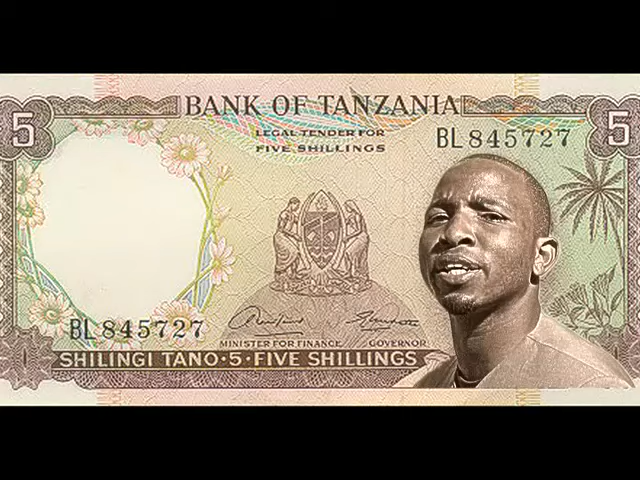 BANK OF TANZANIA
LEGAL TENDER FOR
FIVE SHILLINGS
5
BL 845727
5
BL 845727
MINISTER FOR FINANCE
GOVERNOR
SHILINGI TANO · 5 · FIVE SHILLINGS